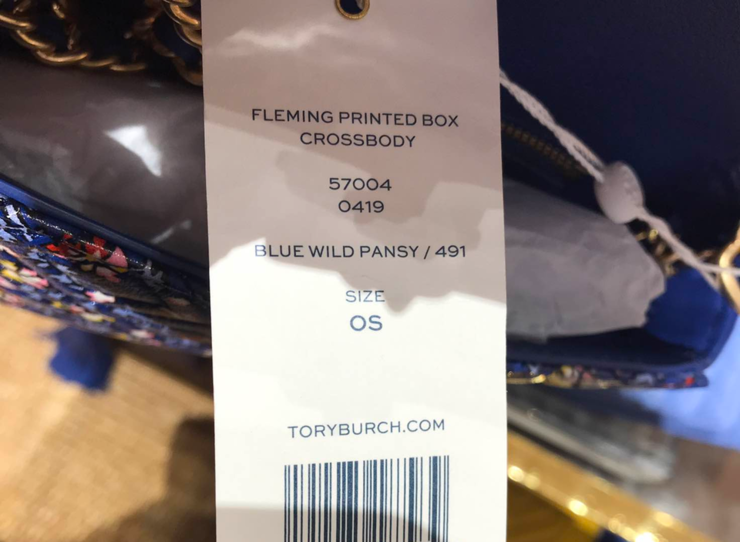 FLEMING PRINTED BOX
CROSSBODY
57004
0419
BLUE WILD PANSY / 491
SIZE
OS
TORYBURCH.COM